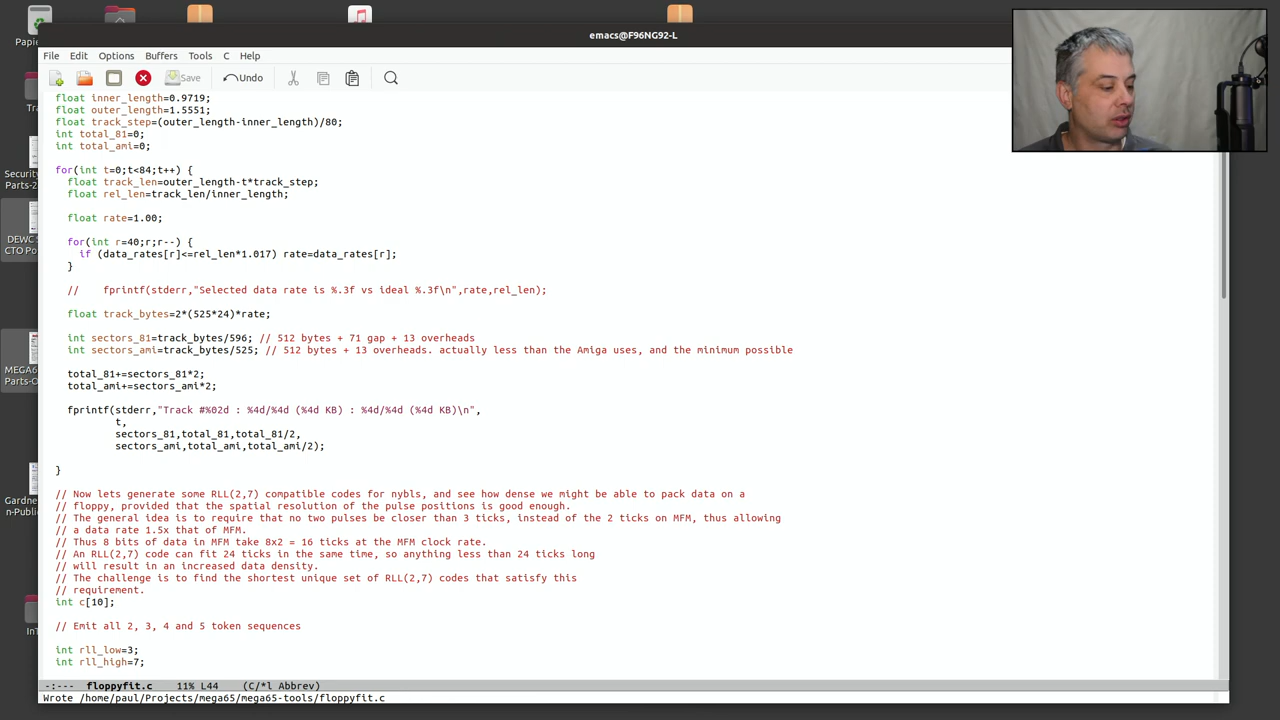 Papie
emacs@F96NG92-L
File Edit Options Buffers Tools C Help
Save Undo
Tra
Security
Parts-2
DEWC S
CTO Po
MEGA6
Parts-O
Gardne
n-Public
InT
float inner_length=0.9719;
float outer_length=1.5551;
float track_step=(outer_length-inner_length)/80;
int total_81=0;
int total_ami=0;
for(int t=0;t<84;t++) {
float track_len=outer_length-t*track_step;
float rel_len=track_len/inner_length;
float rate=1.00;
for(int r=40;r;r--) {
if (data_rates[r]<=rel_len*1.017) rate=data_rates[r];
}
// fprintf(stderr,"Selected data rate is %.3f vs ideal %.3f\n",rate,rel_len);
float track_bytes=2*(525*24)*rate;
int sectors_81=track_bytes/596; // 512 bytes + 71 gap + 13 overheads
int sectors_ami=track_bytes/525; // 512 bytes + 13 overheads. actually less than the Amiga uses, and the minimum possible
total_81+=sectors_81*2;
total_ami+=sectors_ami*2;
fprintf(stderr,"Track #%02d : %4d/%4d (%4d KB) : %4d/%4d (%4d KB)\n",
t,
sectors_81,total_81,total_81/2,
sectors_ami,total_ami,total_ami/2);
}
// Now lets generate some RLL(2,7) compatible codes for nybls, and see how dense we might be able to pack data on a
// floppy, provided that the spatial resolution of the pulse positions is good enough.
// The general idea is to require that no two pulses be closer than 3 ticks, instead of the 2 ticks on MFM, thus allowing
// a data rate 1.5x that of MFM.
// Thus 8 bits of data in MFM take 8x2 = 16 ticks at the MFM clock rate.
// An RLL(2,7) code can fit 24 ticks in the same time, so anything less than 24 ticks long
// will result in an increased data density.
// The challenge is to find the shortest unique set of RLL(2,7) codes that satisfy this
// requirement.
int c[10];
// Emit all 2, 3, 4 and 5 token sequences
int rll_low=3;
int rll_high=7;
-:--- floppyfit.c 11% L44 (C/*l Abbrev)
Wrote /home/paul/Projects/mega65/mega65-tools/floppyfit.c